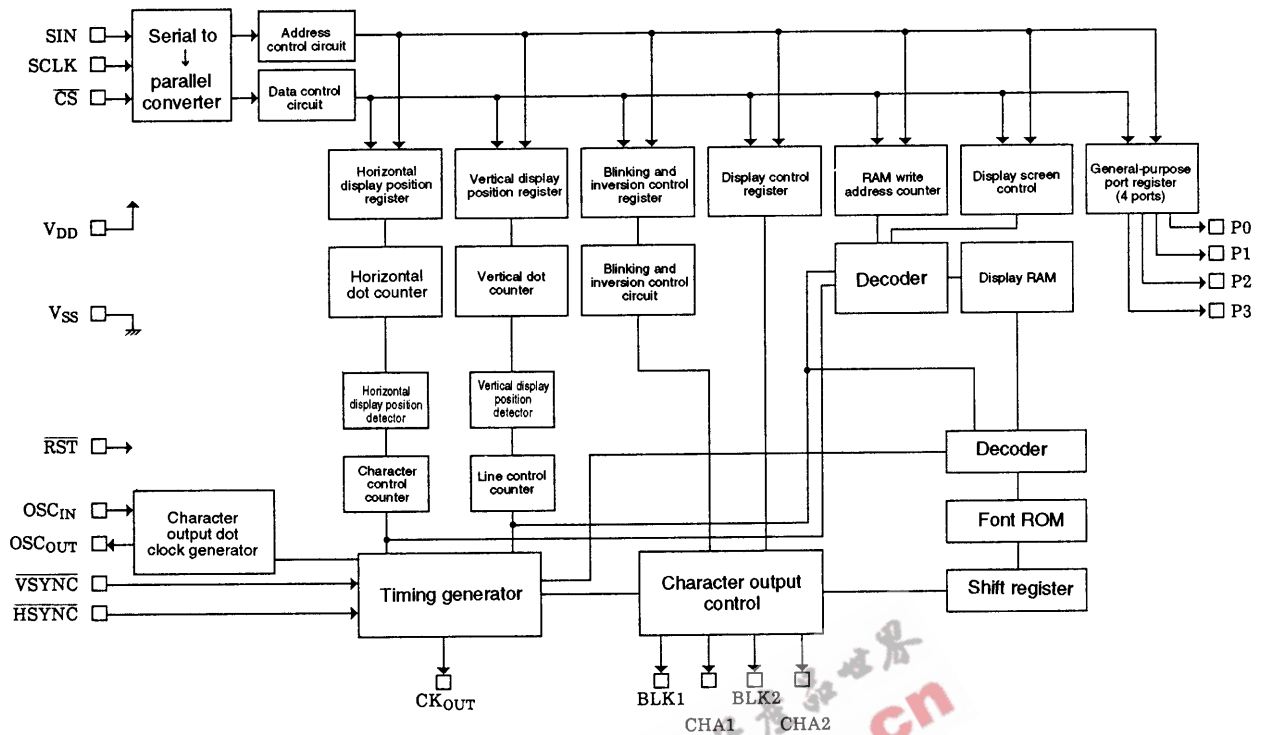 SIN
SCLK
CS
Serial to
↓
parallel
converter
Address
control circuit
Data control
circuit
Horizontal
display position
register
Vertical display
position register
Blinking and
inversion control
register
Display control
register
RAM write
address counter
Display screen
control
General-purpose
port register
(4 ports)
P0
P1
P2
P3
VDD
VSS
Horizontal
dot counter
Vertical dot
counter
Blinking and
inversion control
circuit
Decoder
Display RAM
Horizontal
display position
detector
Vertical display
position
detector
RST
Character
control
counter
Line control
counter
Decoder
Font ROM
Shift register
OSCIN
OSCOUT
VSYNC
HSYNC
Character
output dot
clock generator
Timing generator
Character output
control
CKOUT
BLK1
CHA1
BLK2
CHA2
cn